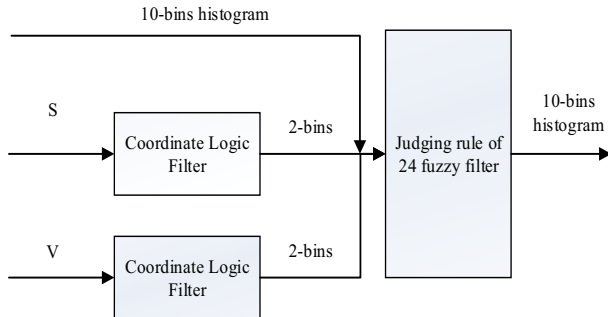 10-bins histogram
S
Coordinate Logic
Filter
2-bins
Judging rule of
24 fuzzy filter
10-bins
histogram
V
Coordinate Logic
Filter
2-bins